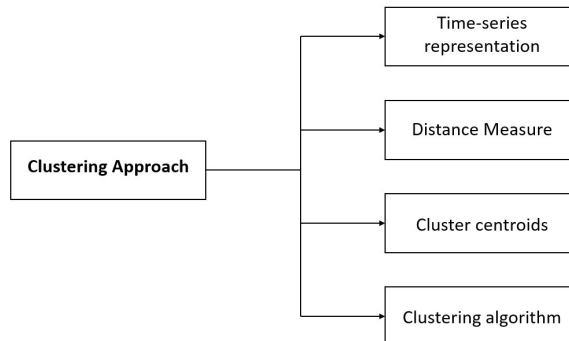 Time-series
representation
Distance Measure
Clustering Approach
Cluster centroids
Clustering algorithm